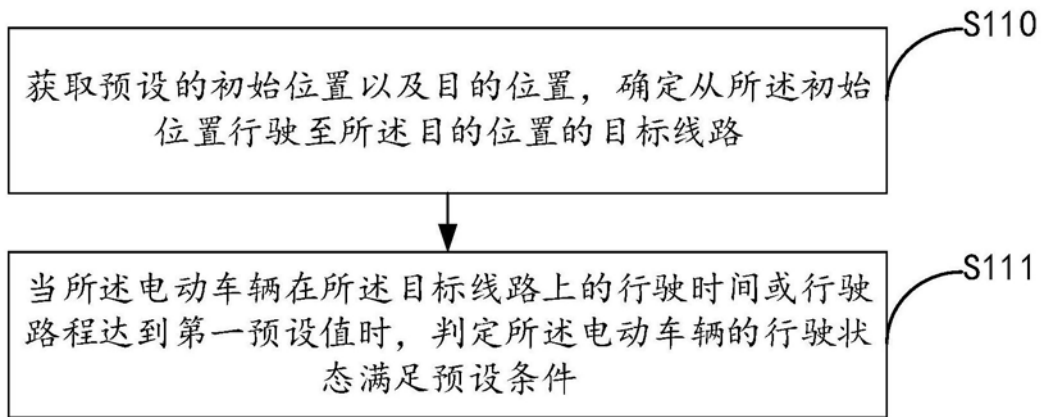 S110
获取预设的初始位置以及目的位置，确定从所述初始
位置行驶至所述目的位置的目标线路
S111
当所述电动车辆在所述目标线路上的行驶时间或行驶
路程达到第一预设值时，判定所述电动车辆的行驶状
态满足预设条件